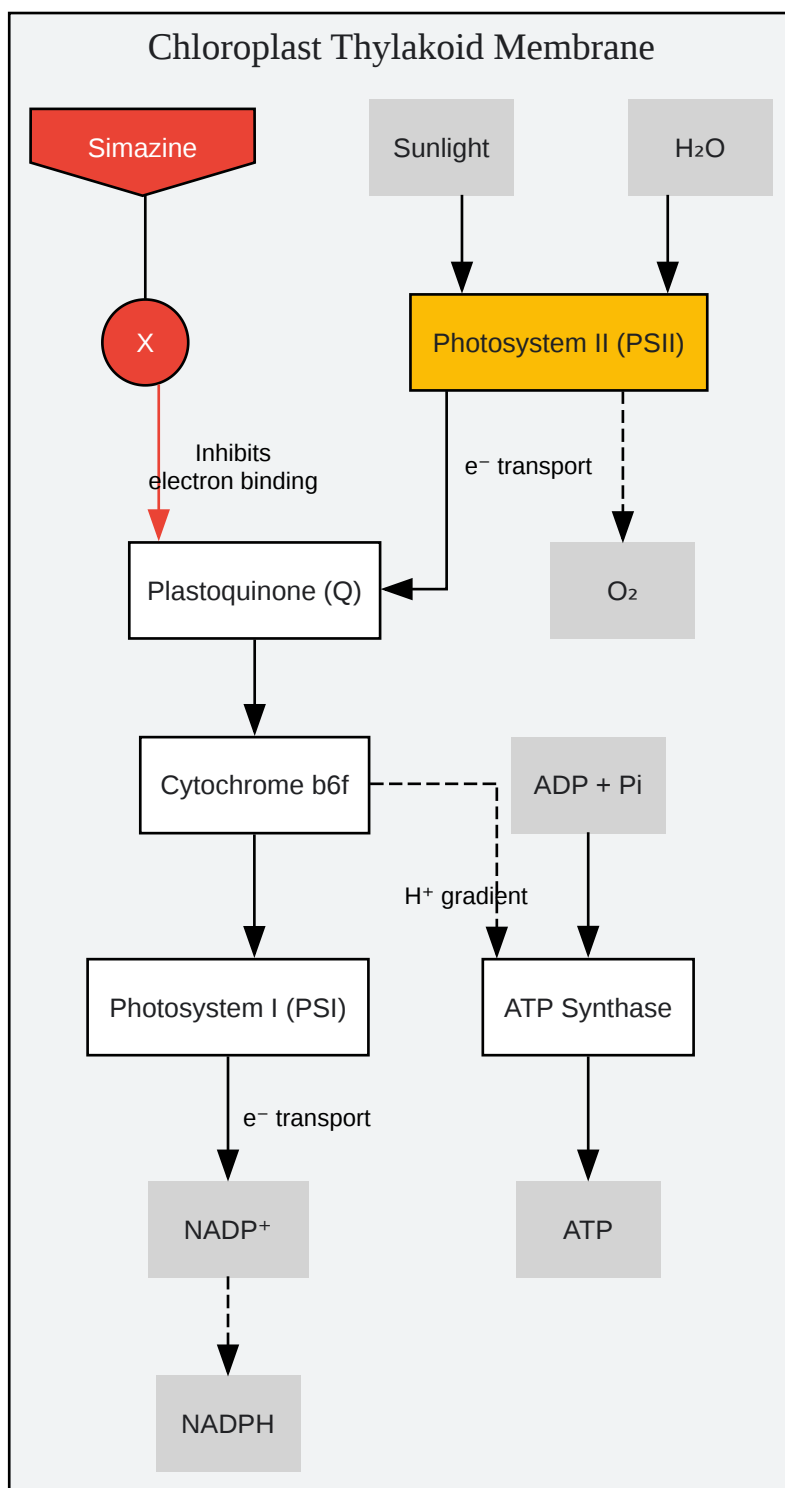 Chloroplast Thylakoid Membrane
Simazine
Sunlight
H₂O
X
Photosystem II (PSII)
Inhibits
electron binding
e⁻ transport
Plastoquinone (Q)
O₂
Cytochrome b6f
ADP + Pi
H⁺ gradient
Photosystem I (PSI)
ATP Synthase
e⁻ transport
NADP⁺
ATP
NADPH